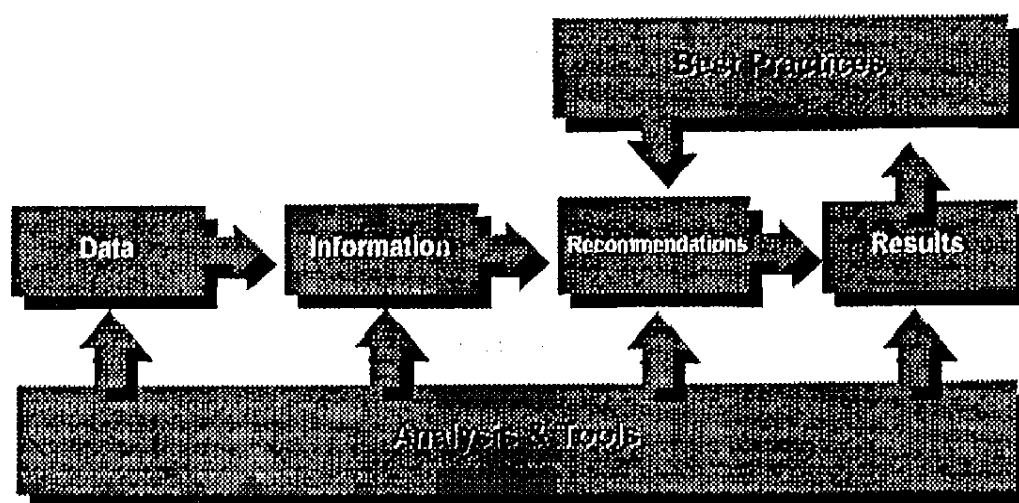 Best Practices
Data
Information
Recommendations
Results
Analysis & Tools